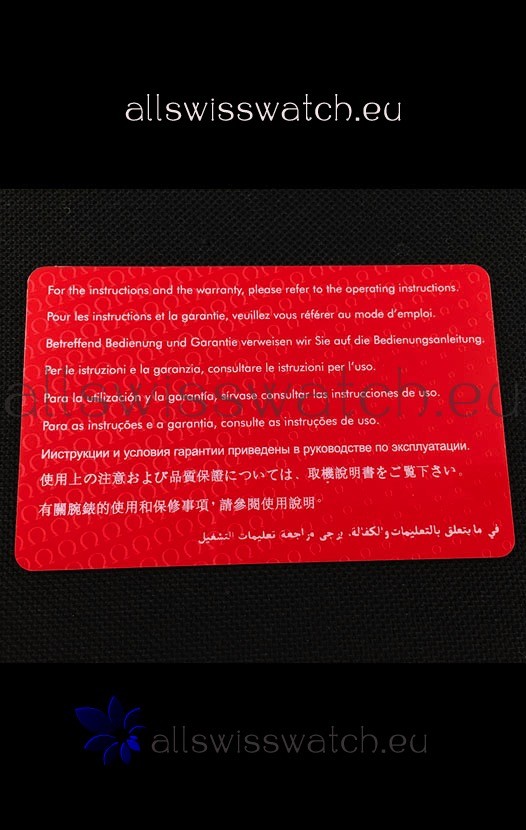 allswisswatch.eu
For the instructions and the warranty, please refer to the operating instructions.
Pour les instructions et la garantie, veuillez vous référer au mode d'emploi.
Betreffend Bedienung und Garantie verweisen wir Sie auf die Bedienungsanleitung.
Per le istruzioni e la garanzia, consultare le istruzioni per l'uso.
allswisswatch.eu
Para la utilización y la garantía, sírvase consultar las instrucciones de uso.
Para as instruções e a garantia, consulte as instruções de uso.
Инструкции и условия гарантии приведены в руководстве по эксплуатации.
使用上の注意および品質保證については、取機說明書をご覽下さい。
有關腕錶的使用和保修事項，請參閱使用說明。
في ما يتعلق بالتعليمات والكفالة، يرجى مراجعة تعليمات التشغيل
allswisswatch.eu